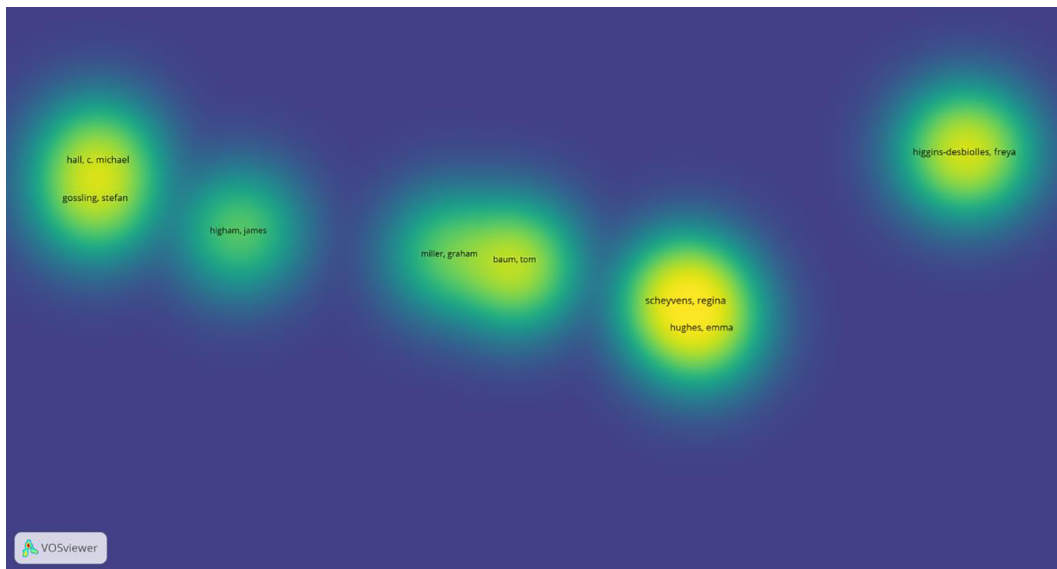 hall, c. michael
gossling, stefan
higham, james
miller, graham
baum, tom
scheyvens, regina
hughes, emma
higgins-desbiolles, freya
VOSviewer